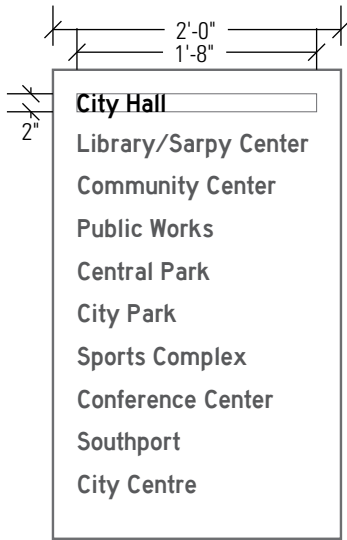 2'-0"
1'-8"
City Hall
2"
Library/Sarpy Center
Community Center
Public Works
Central Park
City Park
Sports Complex
Conference Center
Southport
City Centre